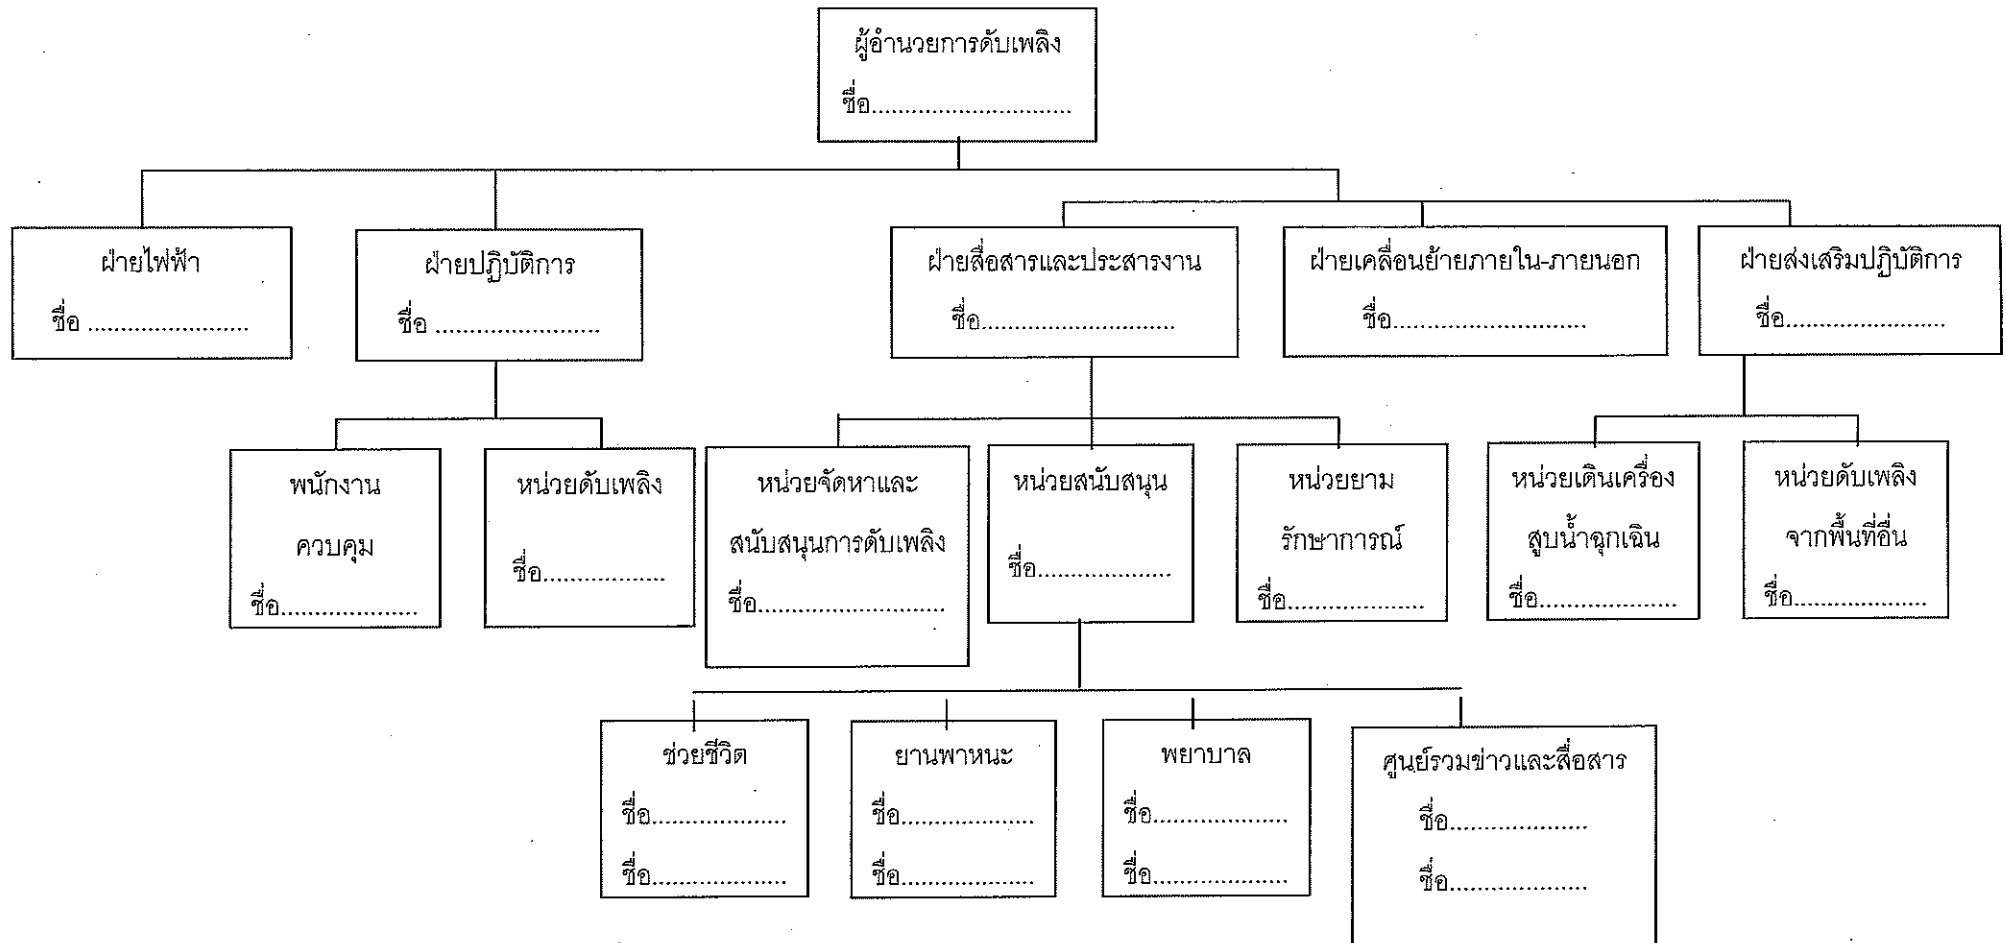 ผู้อำนวยการดับเพลิง
ชื่อ............................
ฝ่ายไฟฟ้า
ชื่อ ........................
ฝ่ายปฏิบัติการ
ชื่อ .........................
ฝ่ายสื่อสารและประสารงาน
ชื่อ.............................
ฝ่ายเคลื่อนย้ายภายใน-ภายนอก
ชื่อ.............................
ฝ่ายส่งเสริมปฏิบัติการ
ชื่อ........................
พนักงาน
ควบคุม
ชื่อ.....................
หน่วยดับเพลิง
ชื่อ..................
หน่วยจัดหาและ
สนับสนุนการดับเพลิง
ชื่อ............................
หน่วยสนับสนุน
ชื่อ....................
หน่วยยาม
รักษาการณ์
ชื่อ....................
หน่วยเดินเครื่อง
สูบน้ำฉุกเฉิน
ชื่อ.....................
หน่วยดับเพลิง
จากพื้นที่อื่น
ชื่อ....................
ช่วยชีวิต
ชื่อ....................
ชื่อ....................
ยานพาหนะ
ชื่อ....................
ชื่อ....................
พยาบาล
ชื่อ....................
ชื่อ....................
ศูนย์รวมข่าวและสื่อสาร
ชื่อ.....................
ชื่อ.....................